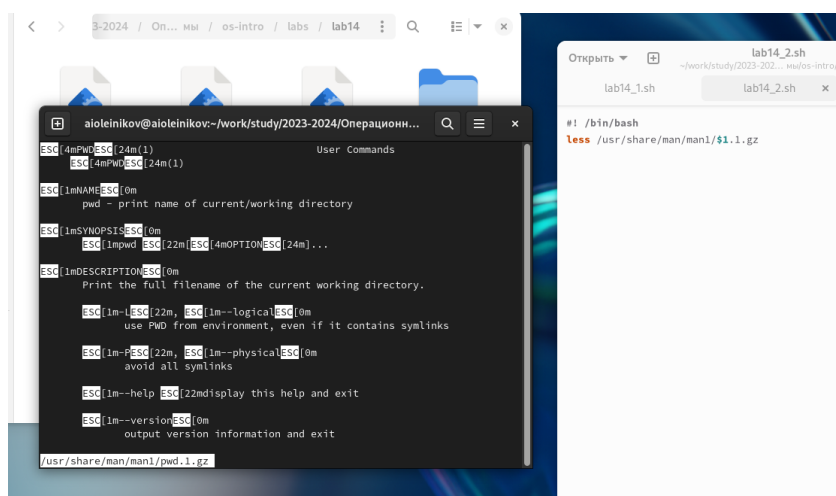 3-2024 / Оп... мы / os-intro / labs / lab14
aioleinikov@aioleinikov:~/work/study/2023-2024/Операционн...
ESC[4mPWDESC[24m(1) User Commands
ESC[4mPWDESC[24m(1)
ESC[1mNAMEESC[0m
pwd - print name of current/working directory
ESC[1mSYNOPSISESC[0m
ESC[1mpwd ESC[22m[ESC[4mOPTIONESC[24m]...
ESC[1mDESCRIPTIONESC[0m
Print the full filename of the current working directory.
ESC[1m-LESC[22m, ESC[1m--logicalESC[0m
use PWD from environment, even if it contains symlinks
ESC[1m-PESC[22m, ESC[1m--physicalESC[0m
avoid all symlinks
ESC[1m--help ESC[22mdisplay this help and exit
ESC[1m--versionESC[0m
output version information and exit
/usr/share/man/man1/pwd.1.gz
Открыть
lab14_2.sh
~/work/study/2023-202... мы/os-intro/
lab14_1.sh
lab14_2.sh
#! /bin/bash
less /usr/share/man/man1/$1.1.gz